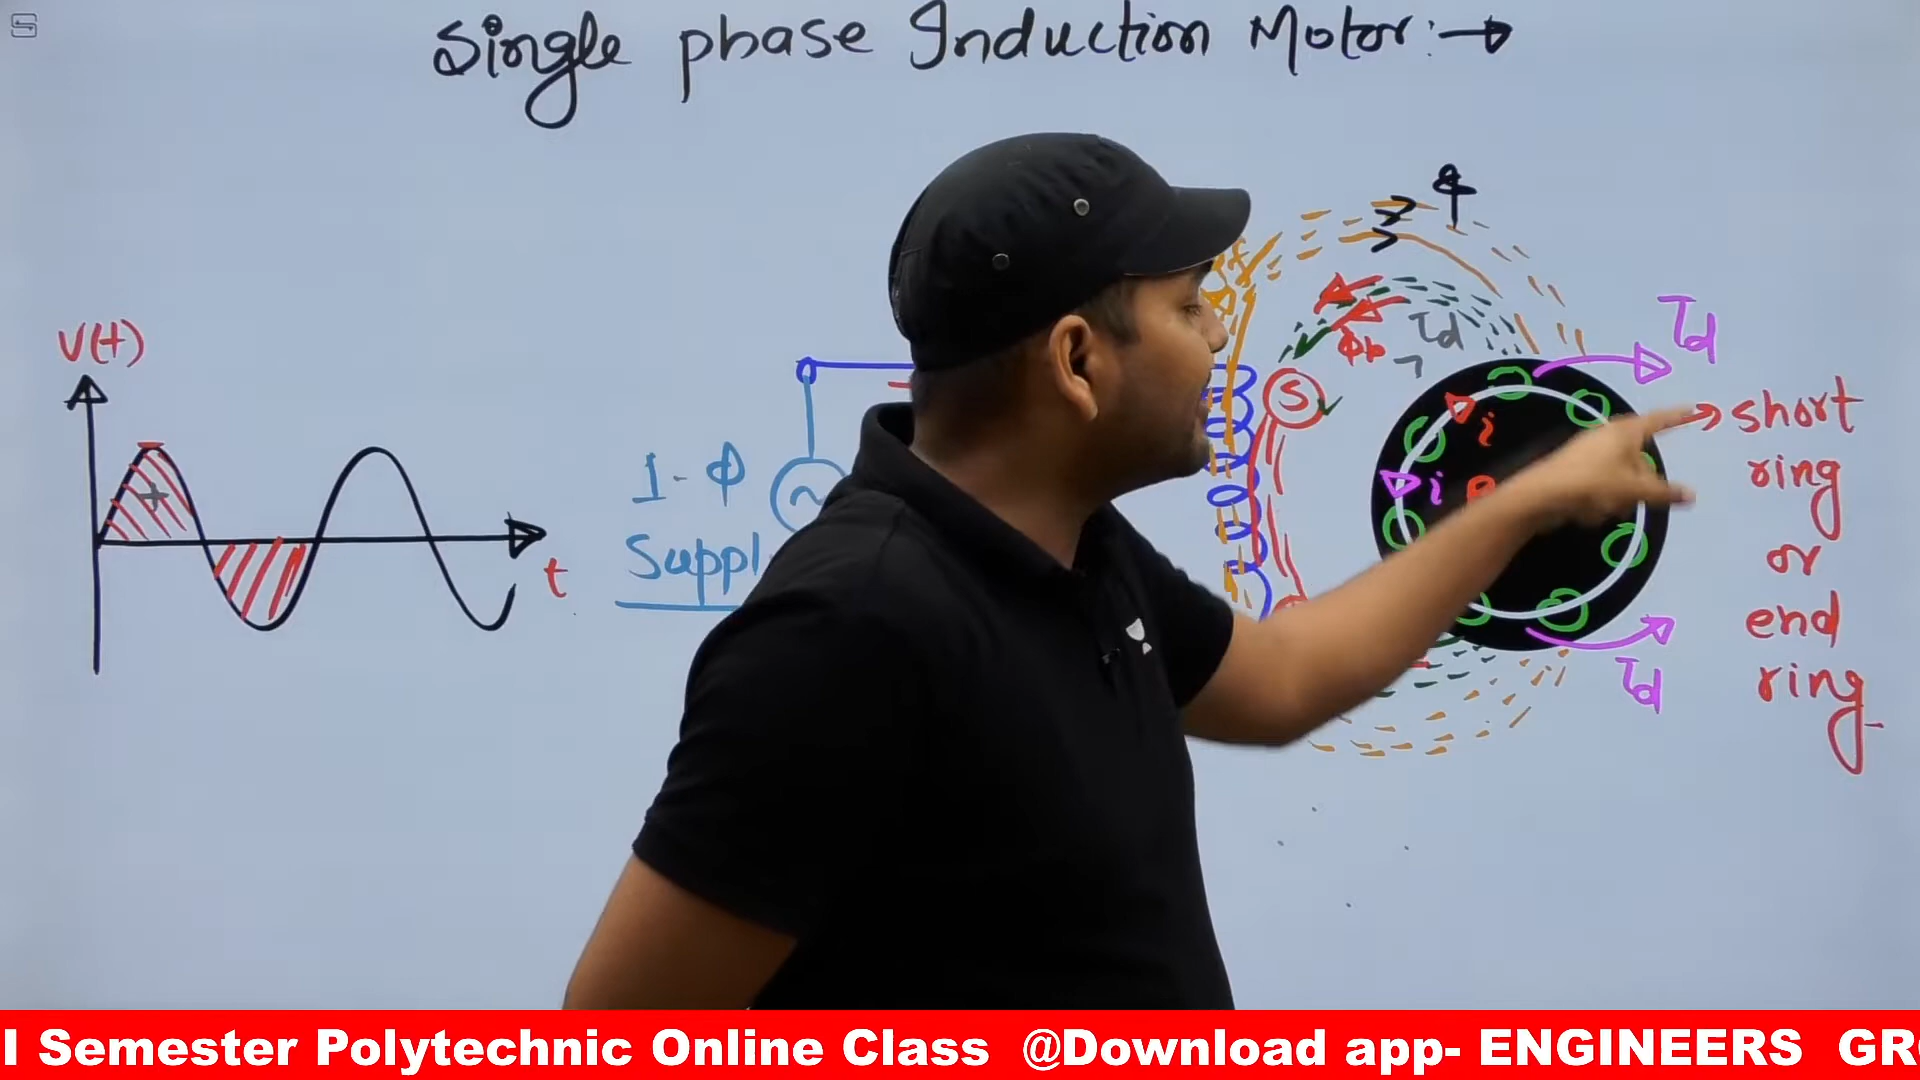 Single phase Induction Motor:→
φ
V(t)
+
t
1-φ
Suppl
S
φr
Td
Td
i
i
Td
short
ring
or
end
ring
I Semester Polytechnic Online Class @Download app- ENGINEERS GR